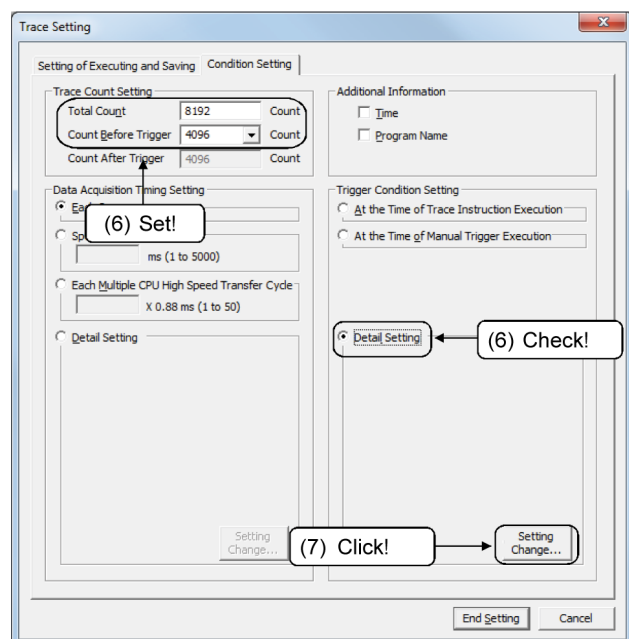 Trace Setting
Setting of Executing and Saving
Condition Setting
Trace Count Setting
Total Count 8192 Count
Count Before Trigger 4096 Count
Count After Trigger 4096 Count
Additional Information
Time
Program Name
Data Acquisition Timing Setting
(6) Set!
ms (1 to 5000)
Each Multiple CPU High Speed Transfer Cycle
X 0.88 ms (1 to 50)
Detail Setting
Setting
Change...
Trigger Condition Setting
At the Time of Trace Instruction Execution
At the Time of Manual Trigger Execution
Detail Setting
(6) Check!
(7) Click!
Setting
Change...
End Setting
Cancel